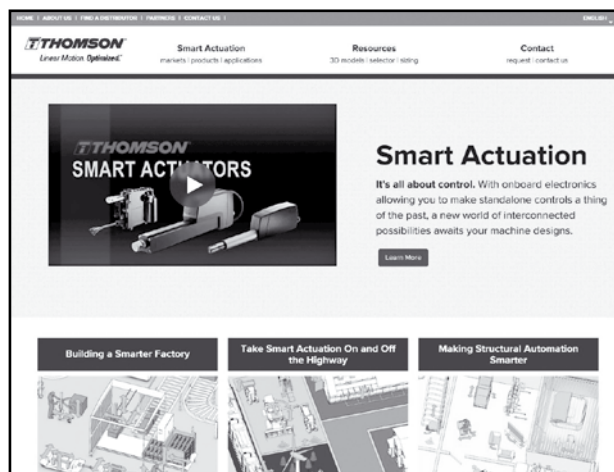 HOME | ABOUT US | FIND A DISTRIBUTOR | PARTNERS | CONTACT US |
ENGLISH
THOMSON
Linear Motion. Optimized.™
Smart Actuation
markets | products | applications
Resources
3D models | selector | sizing
Contact
request | contact us
THOMSON
SMART ACTUATORS
Smart Actuation
It's all about control. With onboard electronics
allowing you to make standalone controls a thing
of the past, a new world of interconnected
possibilities awaits your machine designs.
Learn More
Building a Smarter Factory
Take Smart Actuation On and Off
the Highway
Making Structural Automation
Smarter